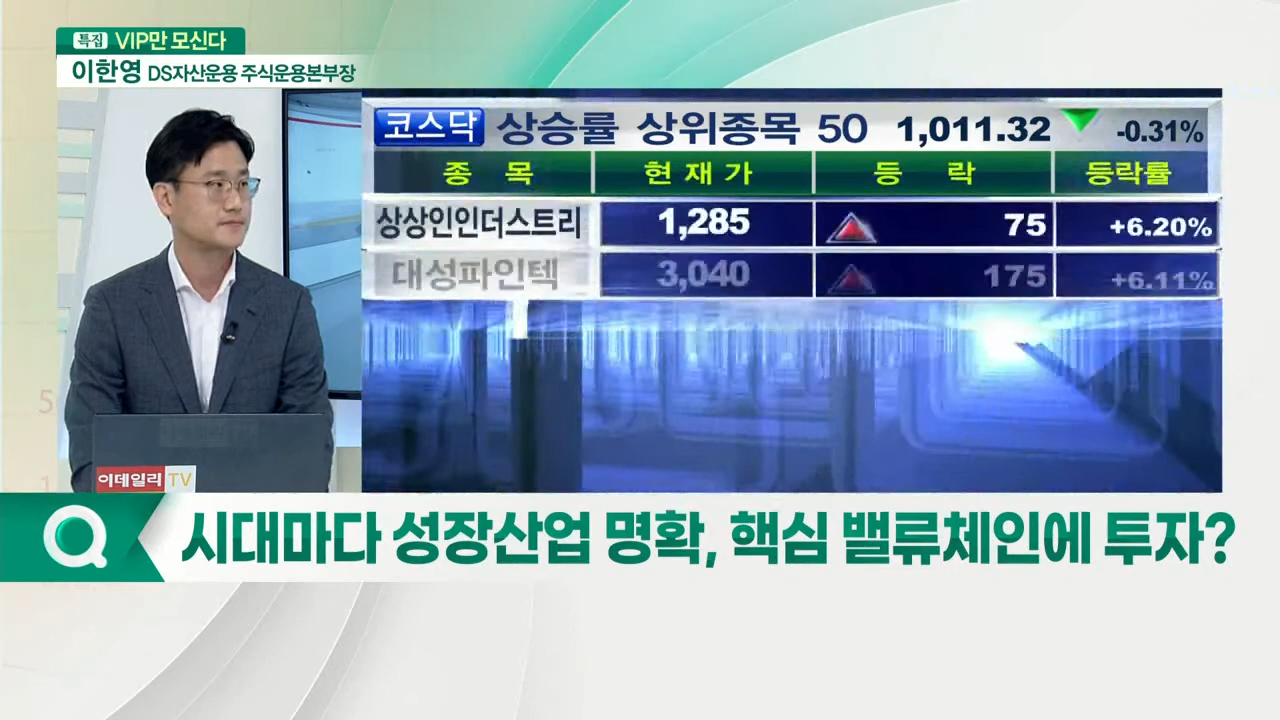 특집 VIP만 모신다
이한영 DS자산운용 주식운용본부장
코스닥 상승률 상위종목 50 1,011.32 -0.31%
종목 현재가 등락 등락률
상상인인더스트리 1,285 75 +6.20%
대성파인텍 3,040 175 +6.11%
5
1
이데일리 TV
Q 시대마다 성장산업 명확, 핵심 밸류체인에 투자?